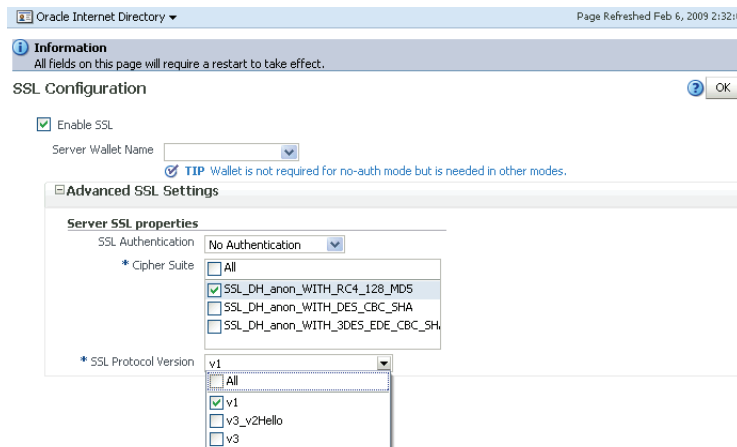 Oracle Internet Directory
Page Refreshed Feb 6, 2009 2:32:
Information
All fields on this page will require a restart to take effect.
SSL Configuration
OK
Enable SSL
Server Wallet Name
TIP Wallet is not required for no-auth mode but is needed in other modes.
Advanced SSL Settings
Server SSL properties
SSL Authentication No Authentication
* Cipher Suite All
SSL_DH_anon_WITH_RC4_128_MD5
SSL_DH_anon_WITH_DES_CBC_SHA
SSL_DH_anon_WITH_3DES_EDE_CBC_SH
* SSL Protocol Version v1
All
v1
v3_v2Hello
v3